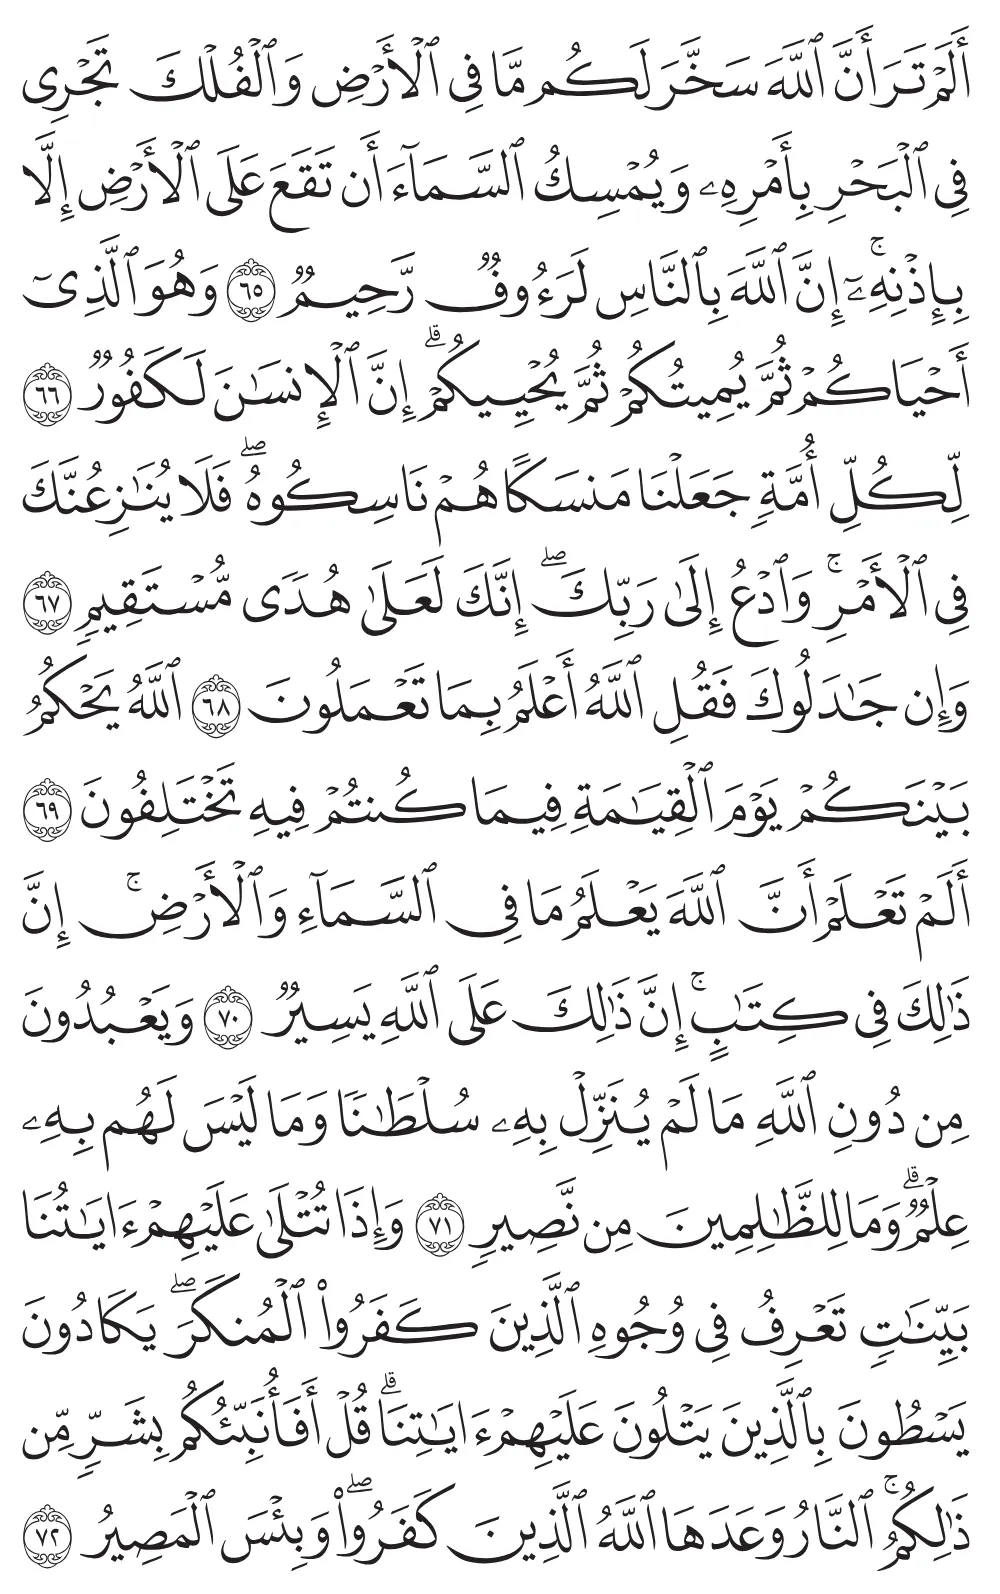 أَلَمۡ تَرَ أَنَّ ٱللَّهَ سَخَّرَ لَكُم مَّا فِي ٱلۡأَرۡضِ وَٱلۡفُلۡكَ تَجۡرِي
فِي ٱلۡبَحۡرِ بِأَمۡرِهِۦ وَيُمۡسِكُ ٱلسَّمَآءَ أَن تَقَعَ عَلَى ٱلۡأَرۡضِ إِلَّا
بِإِذۡنِهِۦٓۚ إِنَّ ٱللَّهَ بِٱلنَّاسِ لَرَءُوفٞ رَّحِيمٞ ٦٥ وَهُوَ ٱلَّذِيٓ
أَحۡيَاكُمۡ ثُمَّ يُمِيتُكُمۡ ثُمَّ يُحۡيِيكُمۡۗ إِنَّ ٱلۡإِنسَٰنَ لَكَفُورٞ ٦٦
لِّكُلِّ أُمَّةٖ جَعَلۡنَا مَنسَكًا هُمۡ نَاسِكُوهُۖ فَلَا يُنَٰزِعُنَّكَ
فِي ٱلۡأَمۡرِۚ وَٱدۡعُ إِلَىٰ رَبِّكَۖ إِنَّكَ لَعَلَىٰ هُدٗى مُّسۡتَقِيمٖ ٦٧
وَإِن جَٰدَلُوكَ فَقُلِ ٱللَّهُ أَعۡلَمُ بِمَا تَعۡمَلُونَ ٦٨ ٱللَّهُ يَحۡكُمُ
بَيۡنَكُمۡ يَوۡمَ ٱلۡقِيَٰمَةِ فِيمَا كُنتُمۡ فِيهِ تَخۡتَلِفُونَ ٦٩
أَلَمۡ تَعۡلَمۡ أَنَّ ٱللَّهَ يَعۡلَمُ مَا فِي ٱلسَّمَآءِ وَٱلۡأَرۡضِۚ إِنَّ
ذَٰلِكَ فِي كِتَٰبٍۚ إِنَّ ذَٰلِكَ عَلَى ٱللَّهِ يَسِيرٞ ٧٠ وَيَعۡبُدُونَ
مِن دُونِ ٱللَّهِ مَا لَمۡ يُنَزِّلۡ بِهِۦ سُلۡطَٰنٗا وَمَا لَيۡسَ لَهُم بِهِۦ
عِلۡمٞۗ وَمَا لِلظَّٰلِمِينَ مِن نَّصِيرٖ ٧١ وَإِذَا تُتۡلَىٰ عَلَيۡهِمۡ ءَايَٰتُنَا
بَيِّنَٰتٖ تَعۡرِفُ فِي وُجُوهِ ٱلَّذِينَ كَفَرُواْ ٱلۡمُنكَرَۖ يَكَادُونَ
يَسۡطُونَ بِٱلَّذِينَ يَتۡلُونَ عَلَيۡهِمۡ ءَايَٰتِنَاۗ قُلۡ أَفَأُنَبِّئُكُم بِشَرّٖ مِّن
ذَٰلِكُمُۚ ٱلنَّارُ وَعَدَهَا ٱللَّهُ ٱلَّذِينَ كَفَرُواْۖ وَبِئۡسَ ٱلۡمَصِيرُ ٧٢